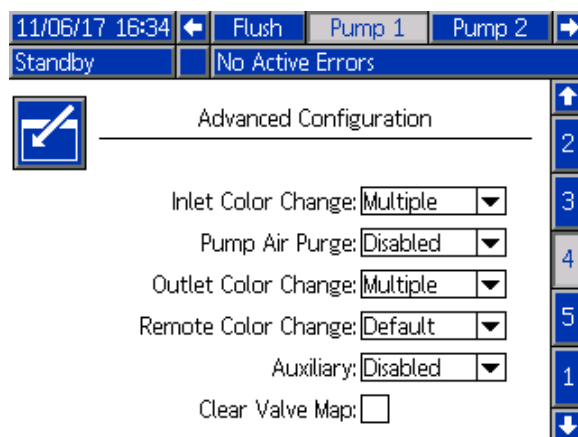 11/06/17 16:34 Flush Pump 1 Pump 2
Standby No Active Errors
Advanced Configuration
2
Inlet Color Change: Multiple
3
Pump Air Purge: Disabled
4
Outlet Color Change: Multiple
Remote Color Change: Default
5
Auxiliary: Disabled
1
Clear Valve Map: